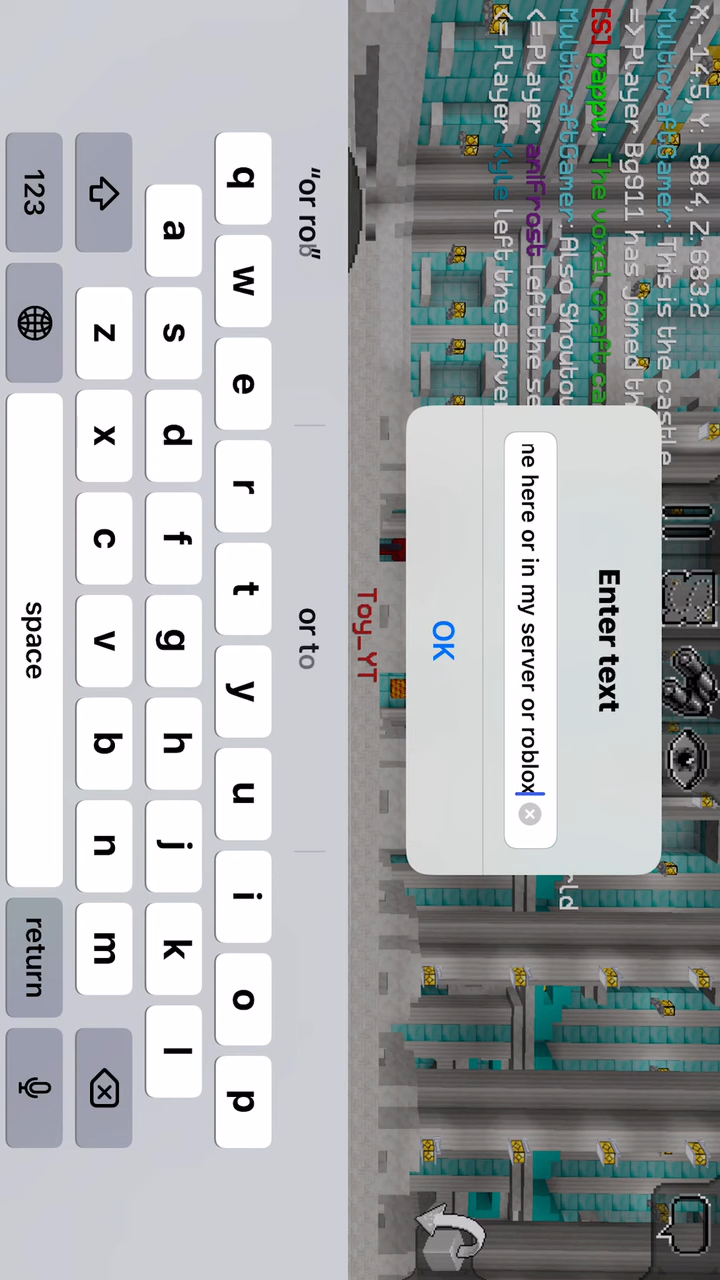 X: -14.5, Y: -88.4, Z: 683.2
MulticraftGamer: This is the castle
=> Player Bg911 has joined th
[S] pappu: The voxel craft ca
MulticraftGamer: Also Shoutou
rld
<= Player aniFrost left the se
<= Player Kyle left the server
Enter text
ne here or in my server or roblox
OK
Toy_YT
“or rob”
or to
q w e r t y u i o p
a s d f g h j k l
z x c v b n m
123
space
return